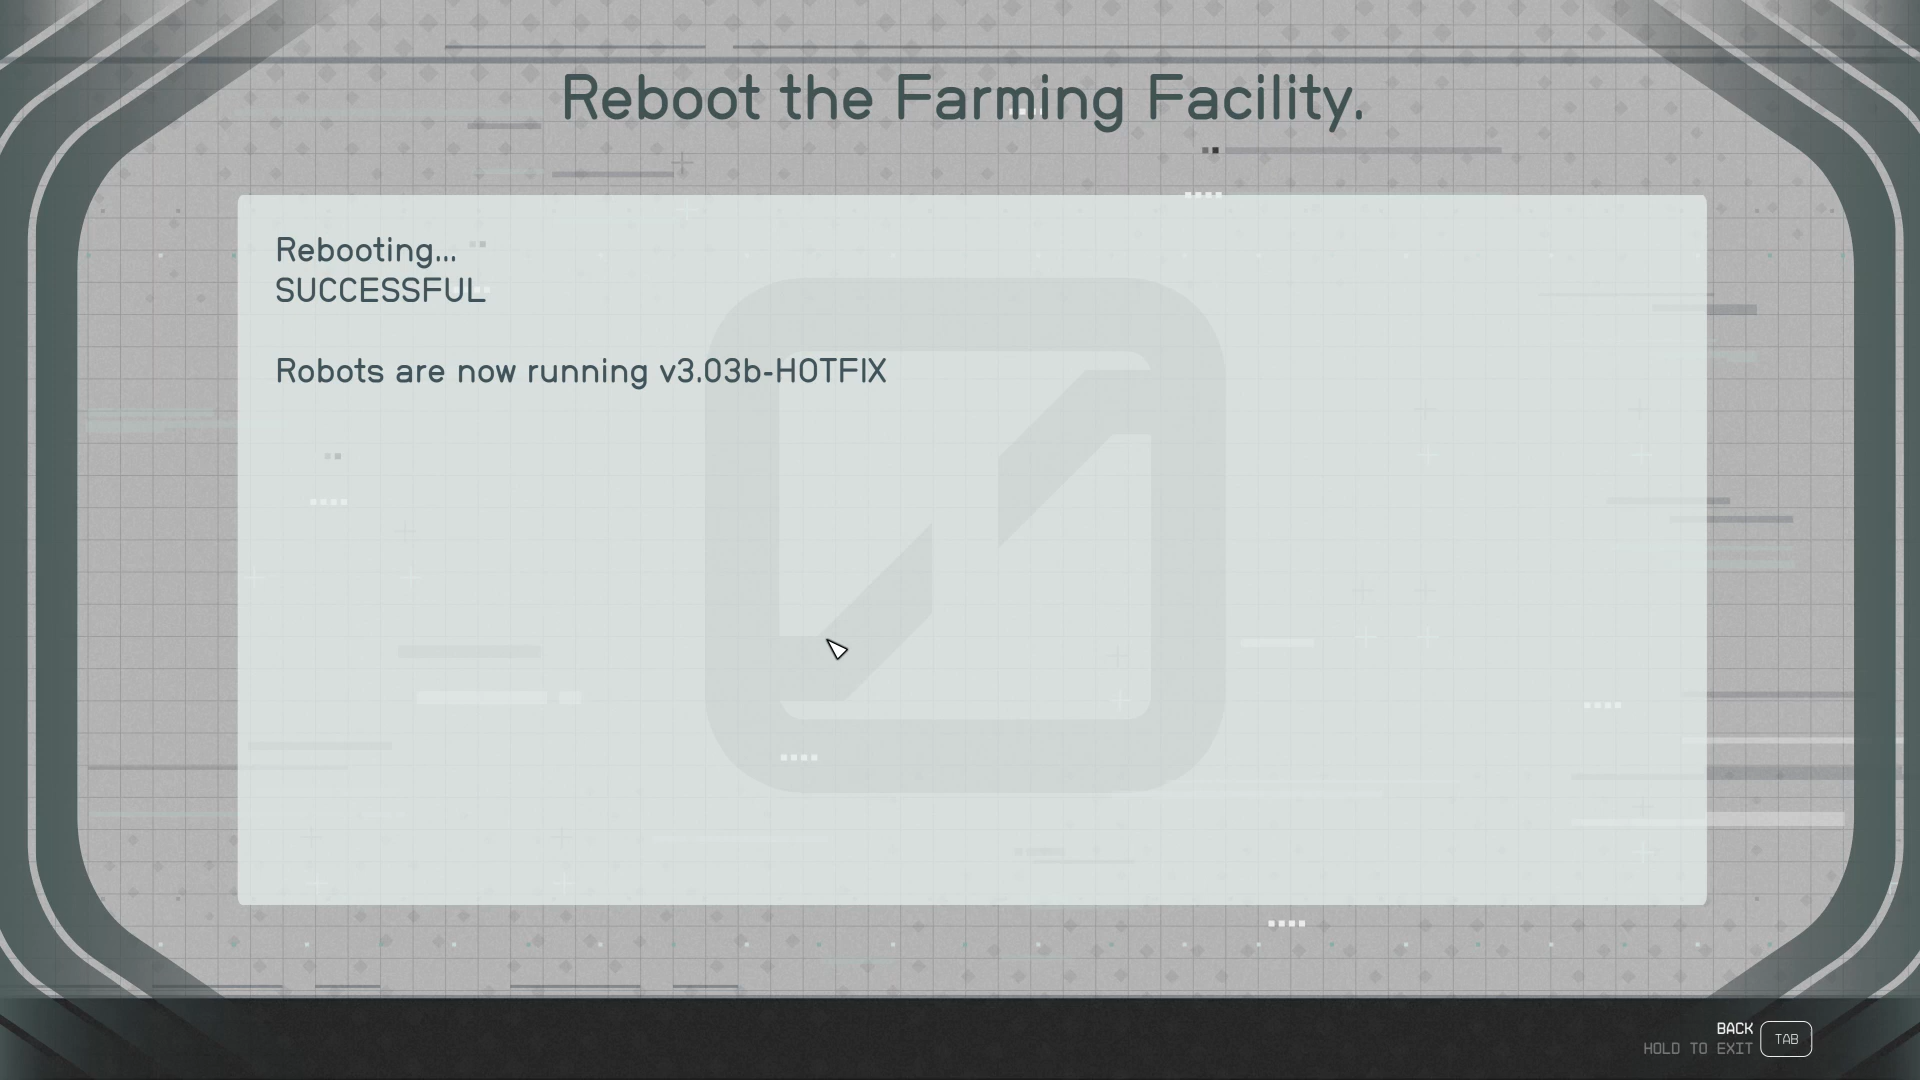 Reboot the Farming Facility.
Rebooting...
SUCCESSFUL
Robots are now running v3.03b-HOTFIX
BACK
HOLD TO EXIT
TAB